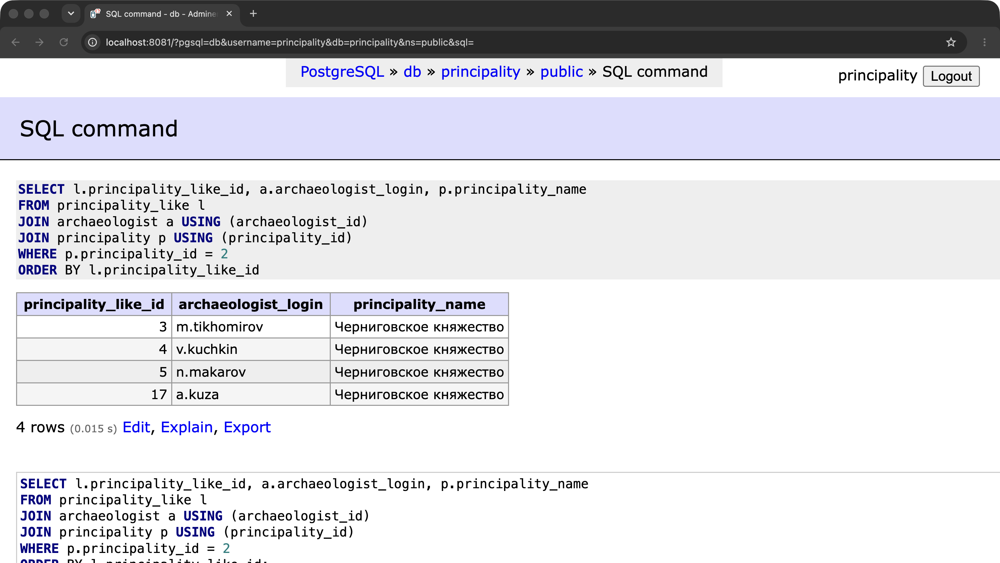 SQL command - db - Admine
localhost:8081/?pgsql=db&username=principality&db=principality&ns=public&sql=
PostgreSQL » db » principality » public » SQL command
principality Logout
SQL command
SELECT l.principality_like_id, a.archaeologist_login, p.principality_name
FROM principality_like l
JOIN archaeologist a USING (archaeologist_id)
JOIN principality p USING (principality_id)
WHERE p.principality_id = 2
ORDER BY l.principality_like_id
principality_like_id archaeologist_login principality_name
3 m.tikhomirov Черниговское княжество
4 v.kuchkin Черниговское княжество
5 n.makarov Черниговское княжество
17 a.kuza Черниговское княжество
4 rows (0.015 s) Edit, Explain, Export
SELECT l.principality_like_id, a.archaeologist_login, p.principality_name
FROM principality_like l
JOIN archaeologist a USING (archaeologist_id)
JOIN principality p USING (principality_id)
WHERE p.principality_id = 2
ORDER BY l.principality_like_id;